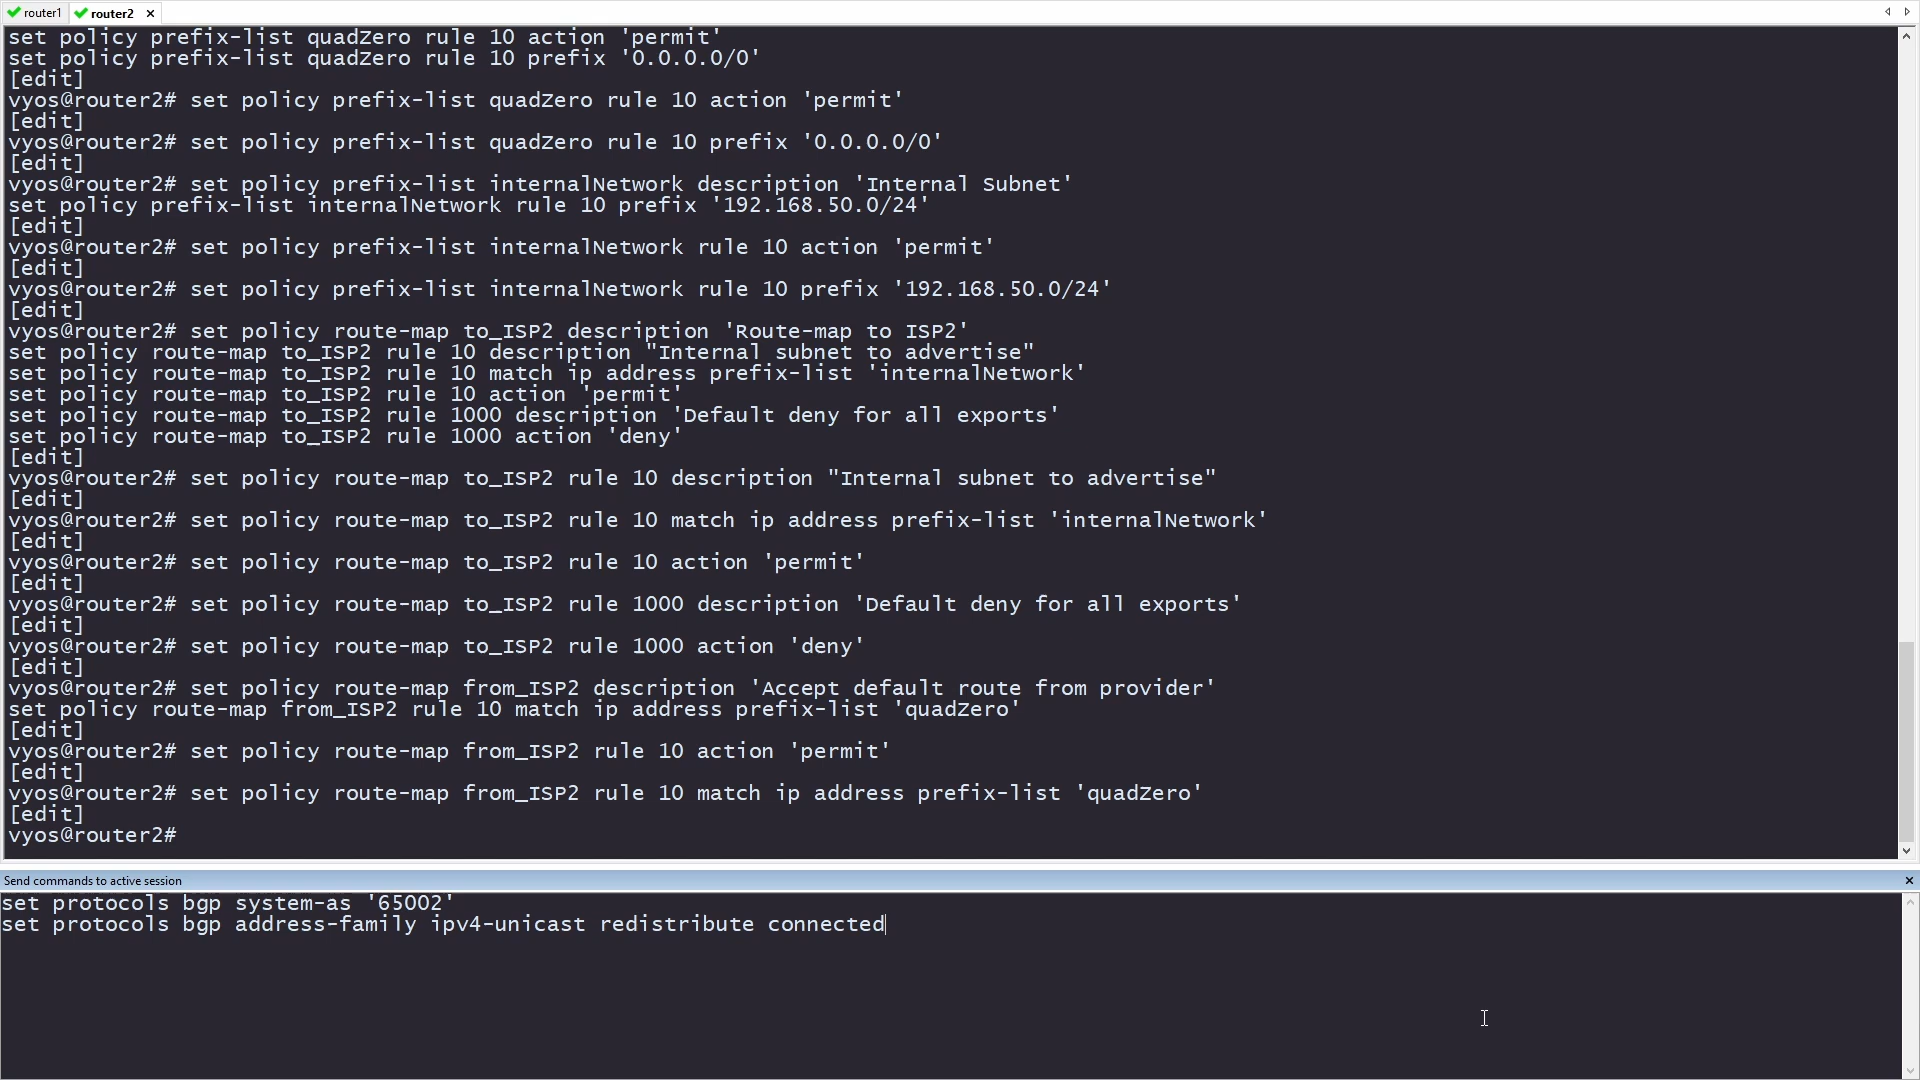 router1 router2
set policy prefix-list quadZero rule 10 action 'permit'
set policy prefix-list quadZero rule 10 prefix '0.0.0.0/0'
[edit]
vyos@router2# set policy prefix-list quadZero rule 10 action 'permit'
[edit]
vyos@router2# set policy prefix-list quadZero rule 10 prefix '0.0.0.0/0'
[edit]
vyos@router2# set policy prefix-list internalNetwork description 'Internal Subnet'
set policy prefix-list internalNetwork rule 10 prefix '192.168.50.0/24'
[edit]
vyos@router2# set policy prefix-list internalNetwork rule 10 action 'permit'
[edit]
vyos@router2# set policy prefix-list internalNetwork rule 10 prefix '192.168.50.0/24'
[edit]
vyos@router2# set policy route-map to_ISP2 description 'Route-map to ISP2'
set policy route-map to_ISP2 rule 10 description "Internal subnet to advertise"
set policy route-map to_ISP2 rule 10 match ip address prefix-list 'internalNetwork'
set policy route-map to_ISP2 rule 10 action 'permit'
set policy route-map to_ISP2 rule 1000 description 'Default deny for all exports'
set policy route-map to_ISP2 rule 1000 action 'deny'
[edit]
vyos@router2# set policy route-map to_ISP2 rule 10 description "Internal subnet to advertise"
[edit]
vyos@router2# set policy route-map to_ISP2 rule 10 match ip address prefix-list 'internalNetwork'
[edit]
vyos@router2# set policy route-map to_ISP2 rule 10 action 'permit'
[edit]
vyos@router2# set policy route-map to_ISP2 rule 1000 description 'Default deny for all exports'
[edit]
vyos@router2# set policy route-map to_ISP2 rule 1000 action 'deny'
[edit]
vyos@router2# set policy route-map from_ISP2 description 'Accept default route from provider'
set policy route-map from_ISP2 rule 10 match ip address prefix-list 'quadZero'
[edit]
vyos@router2# set policy route-map from_ISP2 rule 10 action 'permit'
[edit]
vyos@router2# set policy route-map from_ISP2 rule 10 match ip address prefix-list 'quadZero'
[edit]
vyos@router2#
Send commands to active session
set protocols bgp system-as '65002'
set protocols bgp address-family ipv4-unicast redistribute connected